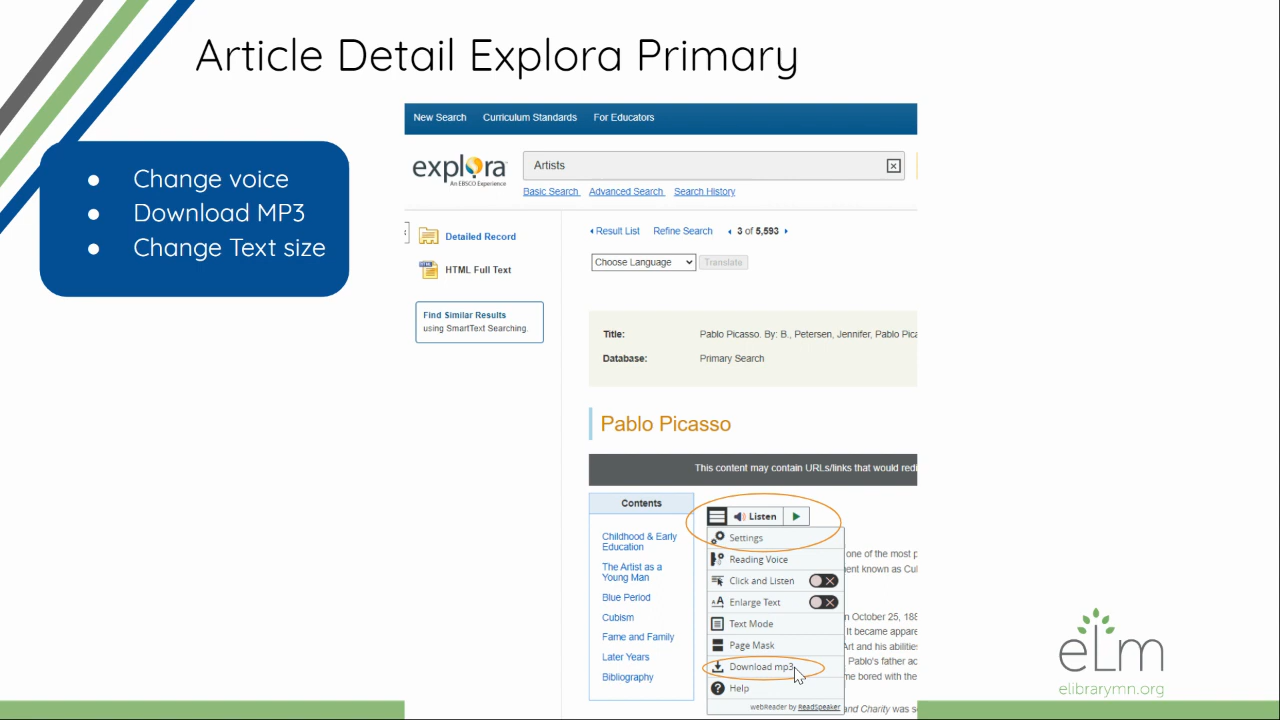 Article Detail Explora Primary
Change voice
Download MP3
Change Text size
New Search Curriculum Standards For Educators
explora
An EBSCO Experience
Artists
Basic Search Advanced Search Search History
Detailed Record
HTML Full Text
Find Similar Results
using SmartText Searching.
Result List Refine Search 3 of 5,593
Choose Language Translate
Title: Pablo Picasso. By: B., Petersen, Jennifer, Pablo Pica
Database: Primary Search
Pablo Picasso
This content may contain URLs/links that would redi
Contents
Childhood & Early
Education
The Artist as a
Young Man
Blue Period
Cubism
Fame and Family
Later Years
Bibliography
Listen
Settings
Reading Voice
Click and Listen
Enlarge Text
Text Mode
Page Mask
Download mp3
Help
webReader by ReadSpeaker
one of the most p
ent known as Cul
n October 25, 188
It became appare
Art and his abilities
Pablo's father ac
me bored with the
and Charity was s
elm
elibrarymn.org